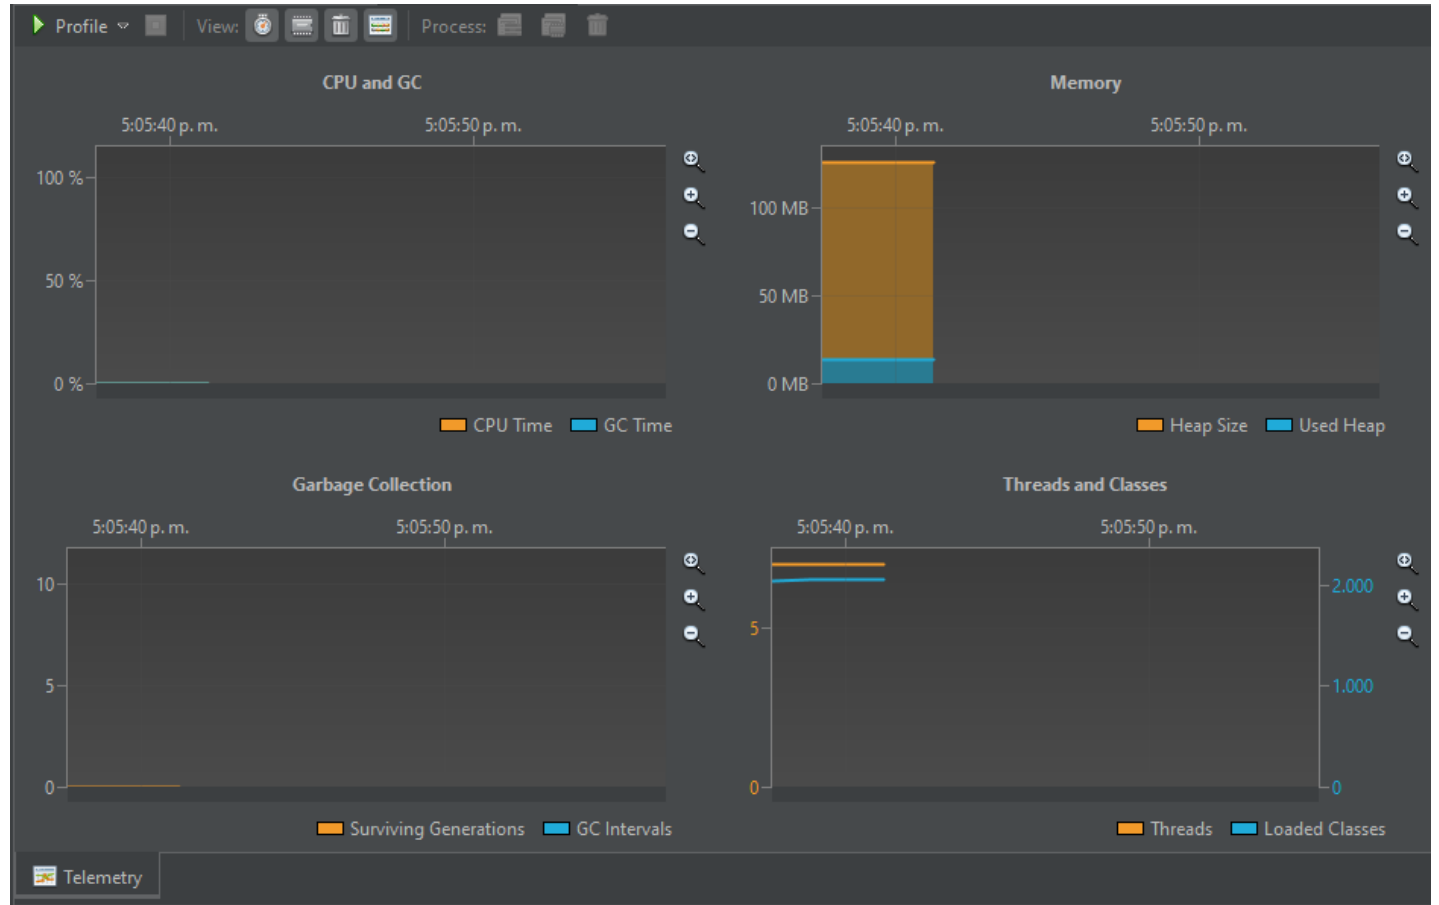 Profile View: Process:
CPU and GC
5:05:40 p. m. 5:05:50 p. m.
100 %
50 %
0 %
CPU Time GC Time
Memory
5:05:40 p. m. 5:05:50 p. m.
100 MB
50 MB
0 MB
Heap Size Used Heap
Garbage Collection
5:05:40 p. m. 5:05:50 p. m.
10
5
0
Surviving Generations GC Intervals
Threads and Classes
5:05:40 p. m. 5:05:50 p. m.
2.000
5
1.000
0 0
Threads Loaded Classes
Telemetry